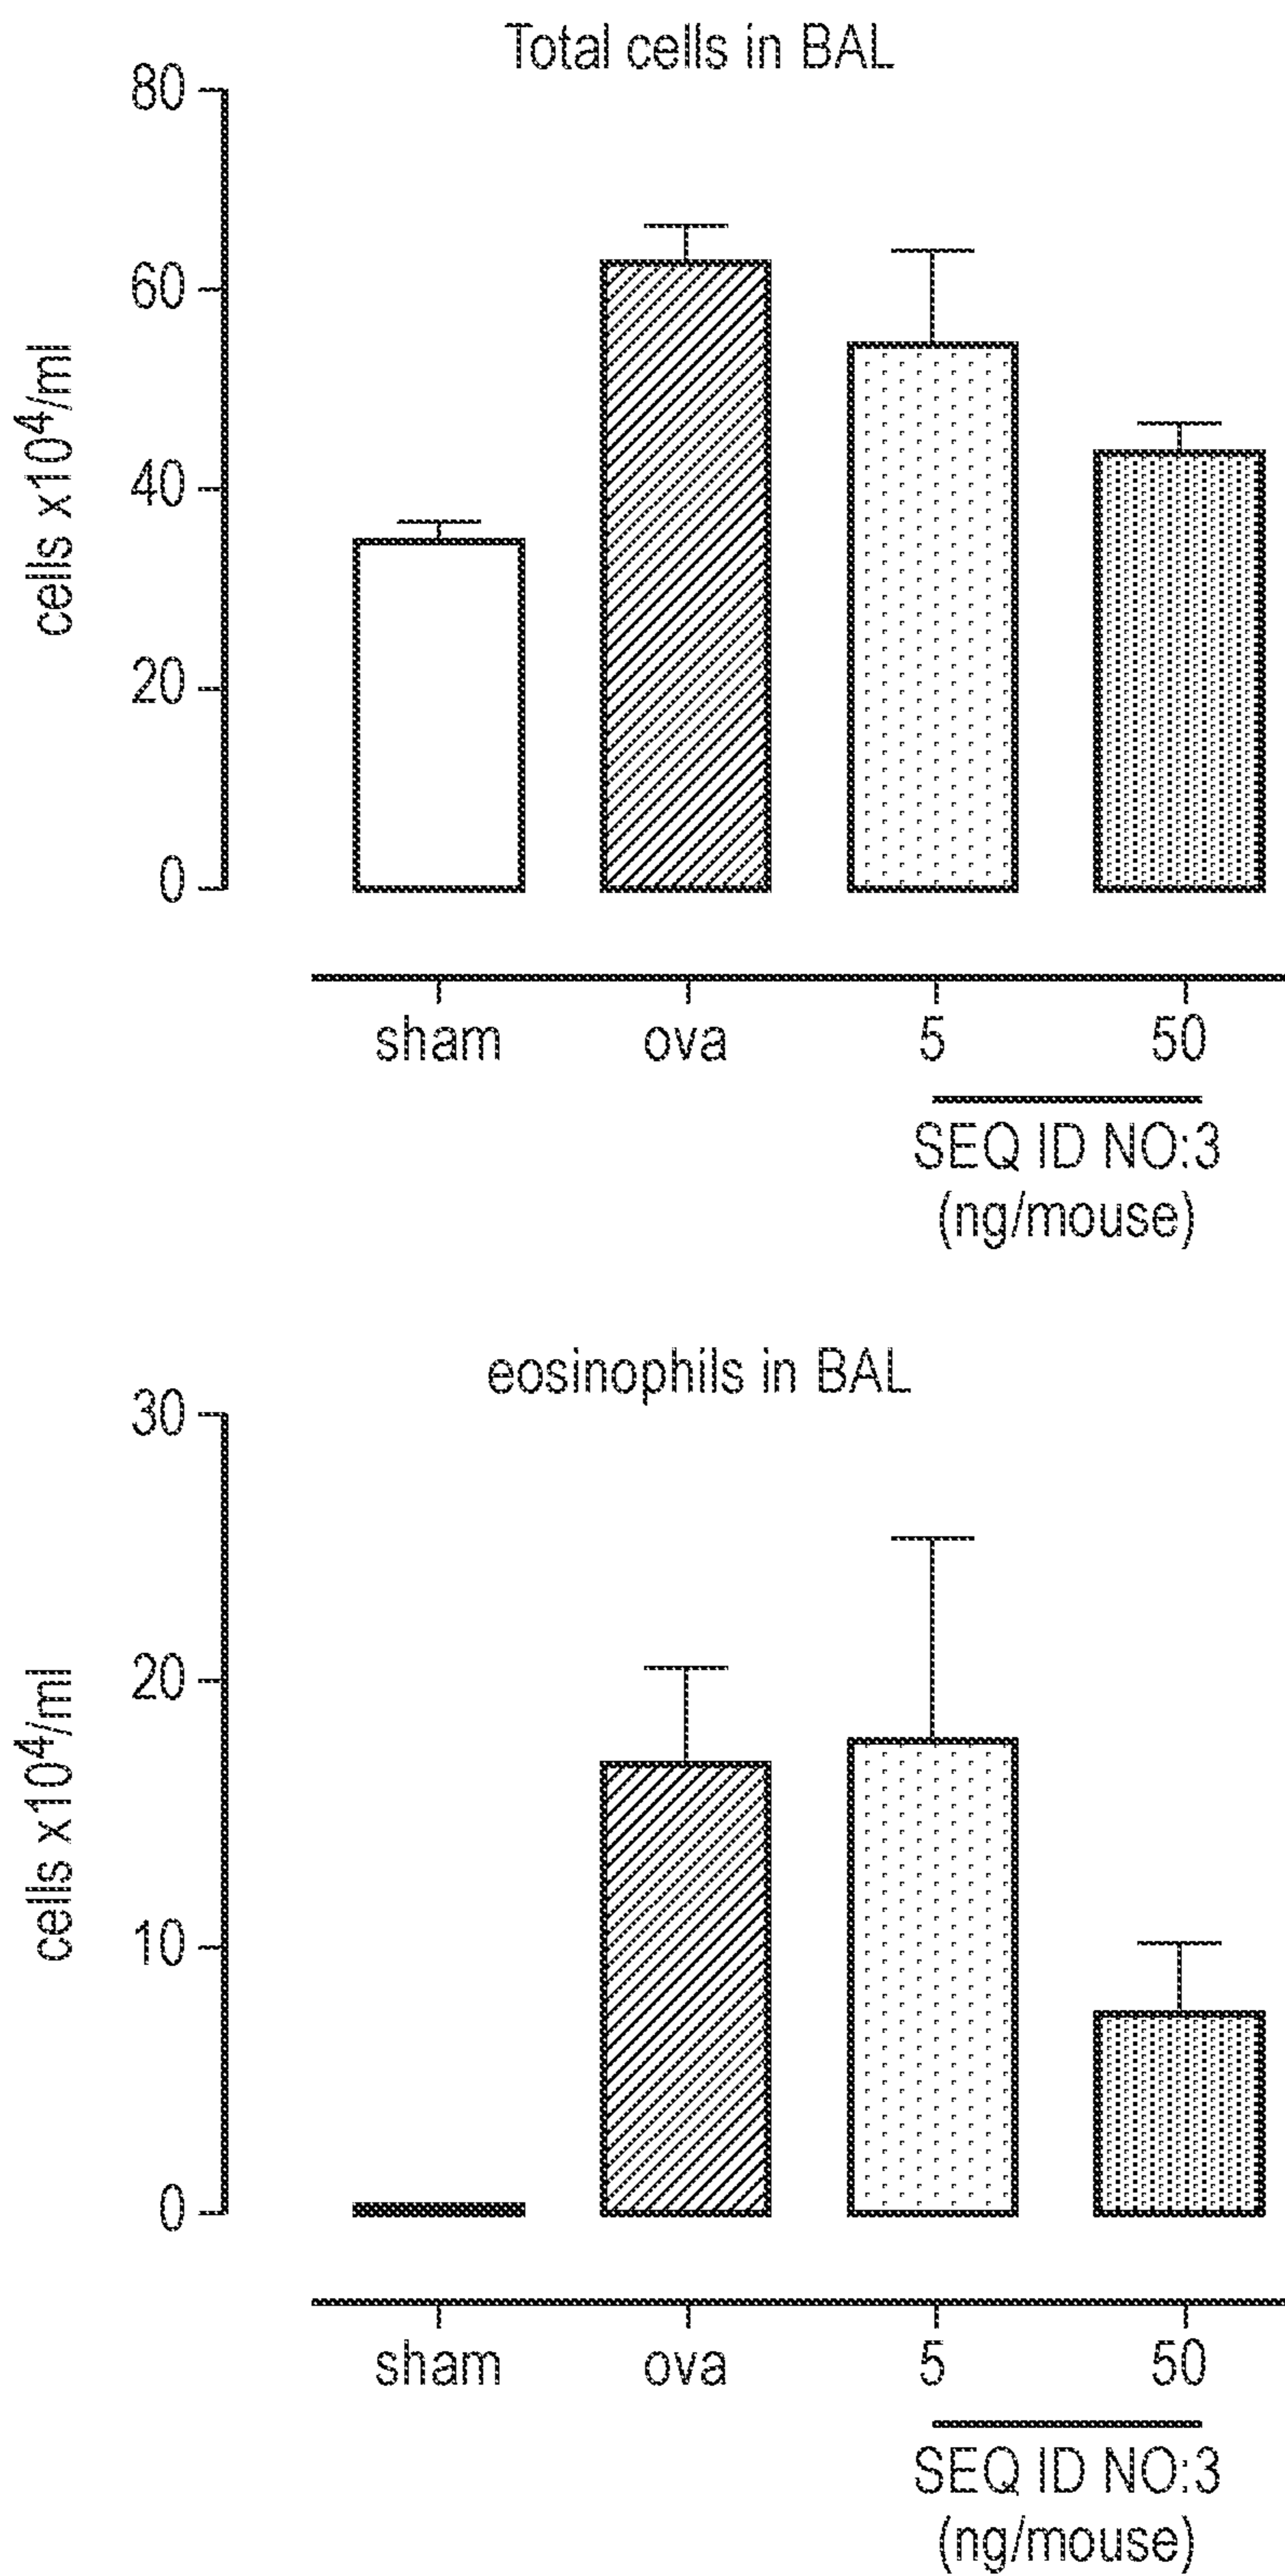 Total cells in BAL
80
60
40
20
0
cells x10⁴/ml
sham ova 5 50
SEQ ID NO:3
(ng/mouse)
eosinophils in BAL
30
20
10
0
cells x10⁴/ml
sham ova 5 50
SEQ ID NO:3
(ng/mouse)